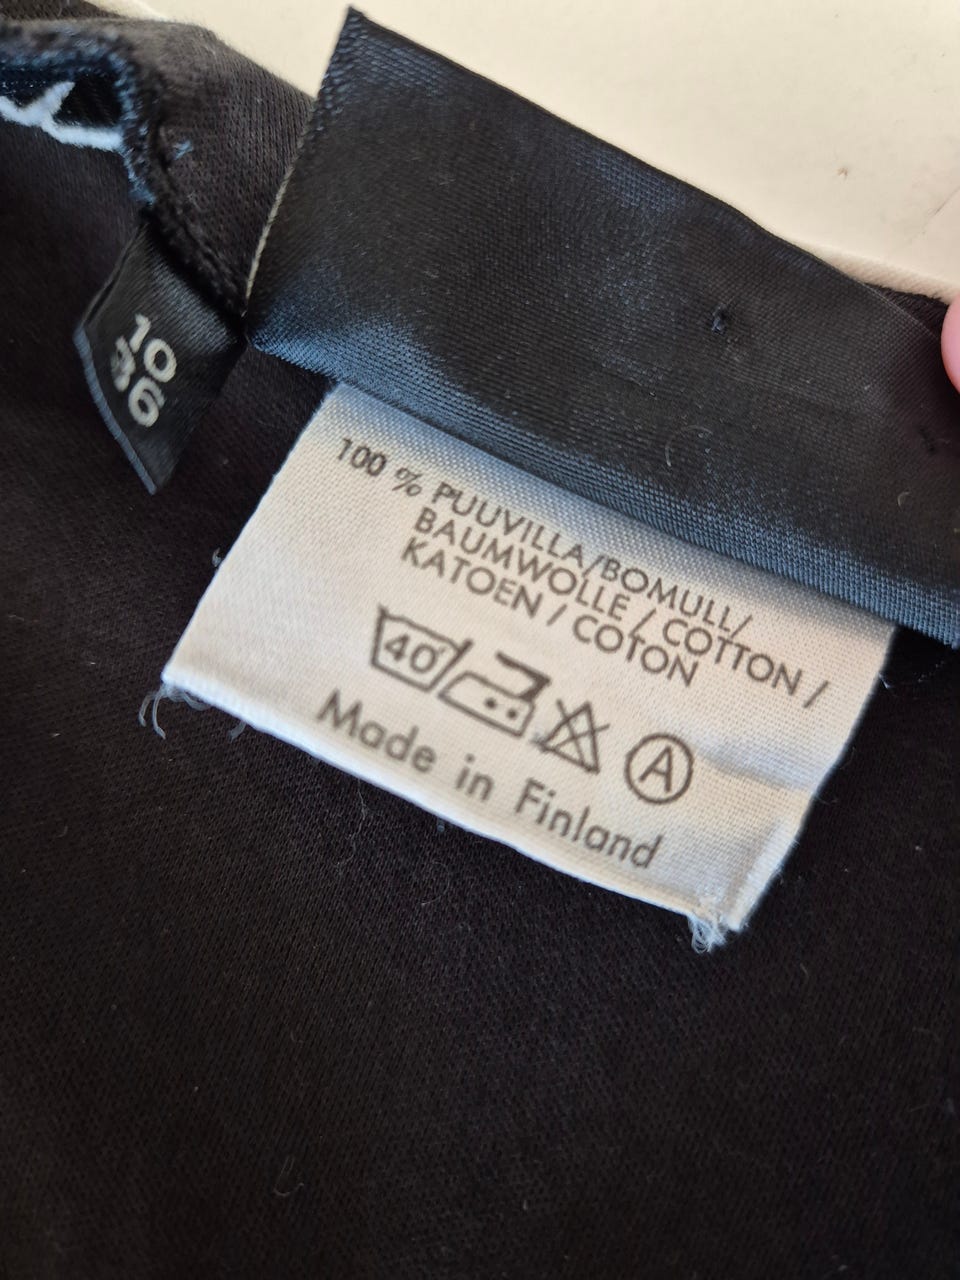 10
36
100 % PUUVILLA/BOMULL/
BAUMWOLLE / COTTON /
KATOEN / COTON
40
A
Made in Finland